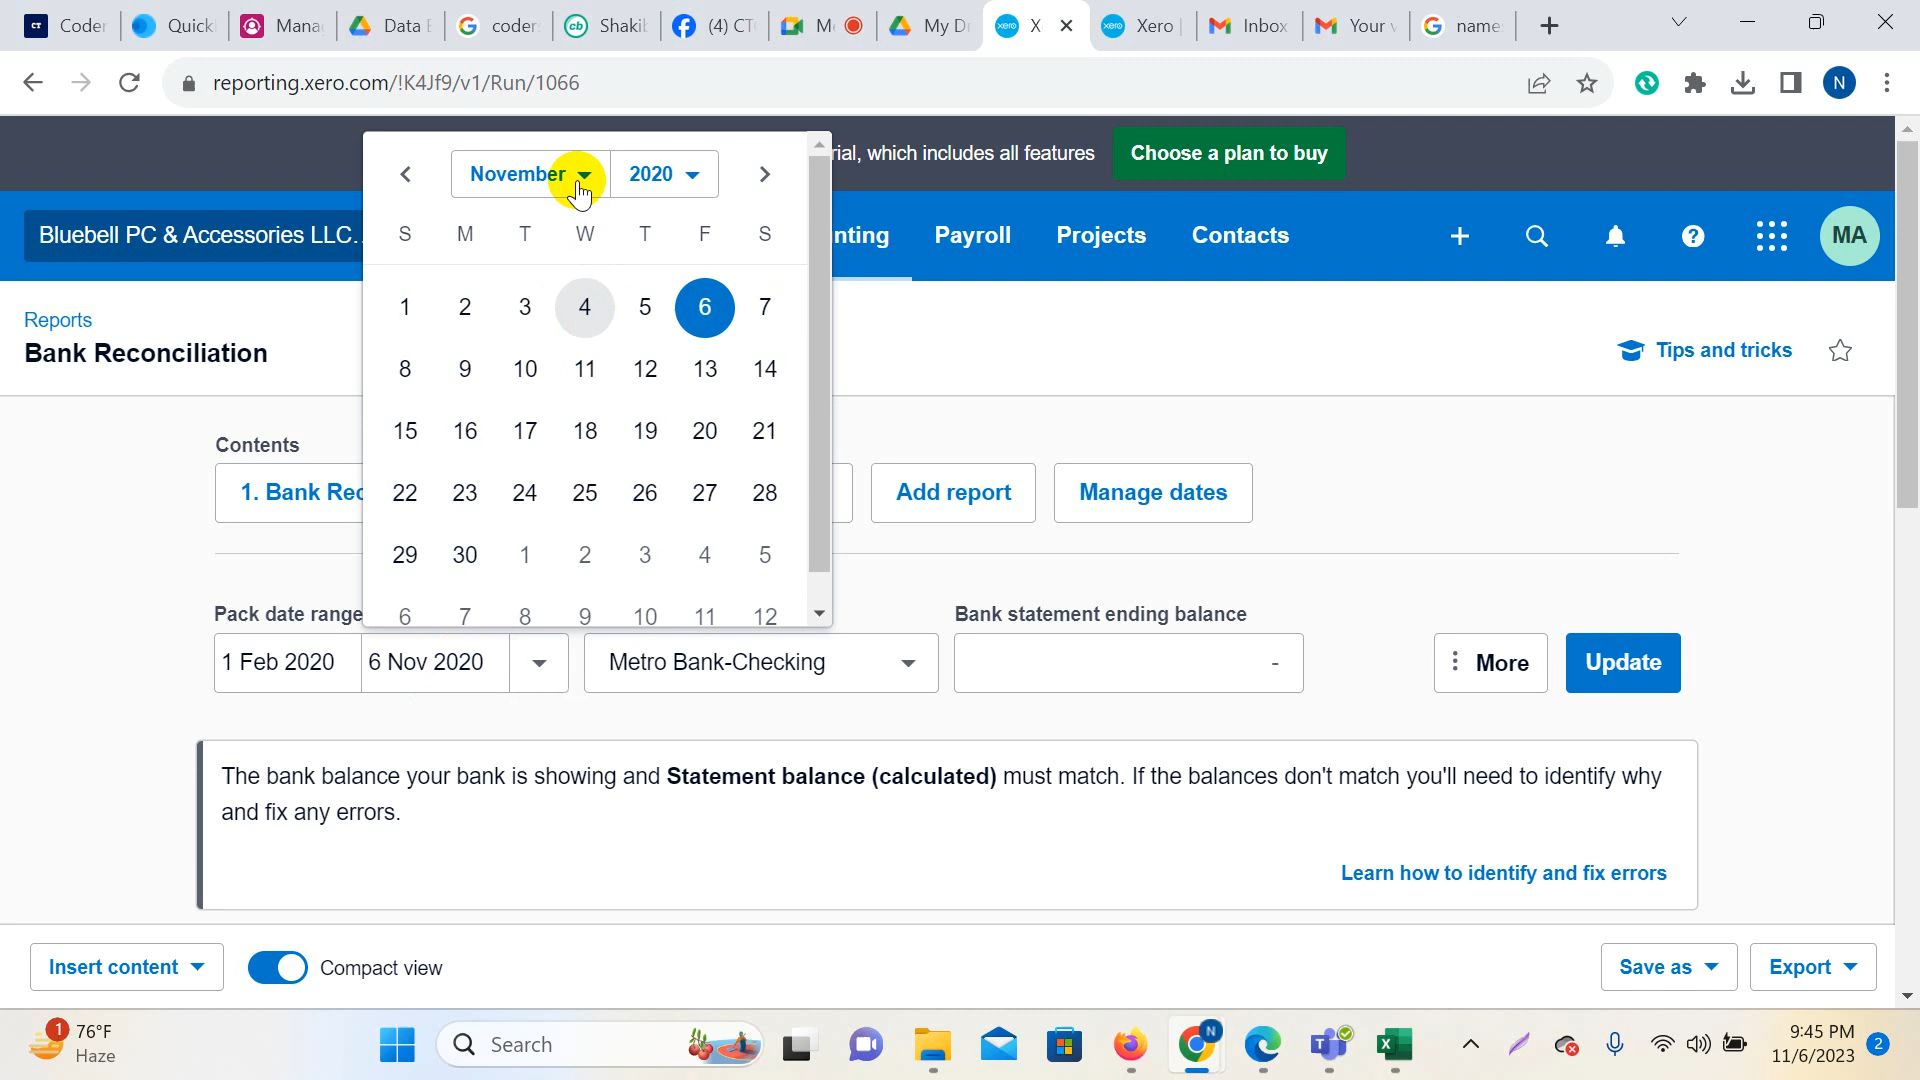 Coder
Quick
Mana
Data E
coder
Shakib
(4) CT
M
My D
X
Xero |
Inbox
Your v
name
reporting.xero.com/!K4Jf9/v1/Run/1066
N
rial, which includes all features
Choose a plan to buy
Bluebell PC & Accessories LLC...
nting
Payroll
Projects
Contacts
MA
November
2020
S M T W T F S
1 2 3 4 5 6 7
8 9 10 11 12 13 14
15 16 17 18 19 20 21
22 23 24 25 26 27 28
29 30 1 2 3 4 5
6 7 8 9 10 11 12
Reports
Bank Reconciliation
Tips and tricks
Contents
1. Bank Rec
Add report
Manage dates
Pack date range
Bank statement ending balance
1 Feb 2020
6 Nov 2020
Metro Bank-Checking
-
More
Update
The bank balance your bank is showing and Statement balance (calculated) must match. If the balances don't match you'll need to identify why
and fix any errors.
Learn how to identify and fix errors
Insert content
Compact view
Save as
Export
1
76°F
Haze
Search
N
9:45 PM
11/6/2023
2